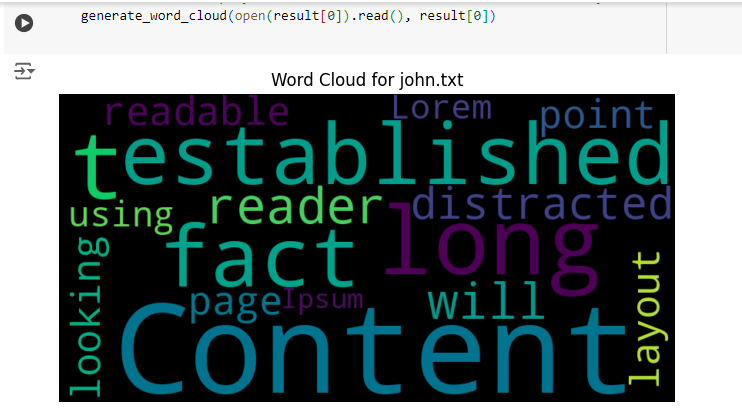 generate_word_cloud(open(result[0]).read(), result[0])
Word Cloud for john.txt
readable
Lorem
point
t
established
using
reader
distracted
fact
long
looking
page
Ipsum
will
layout
Content